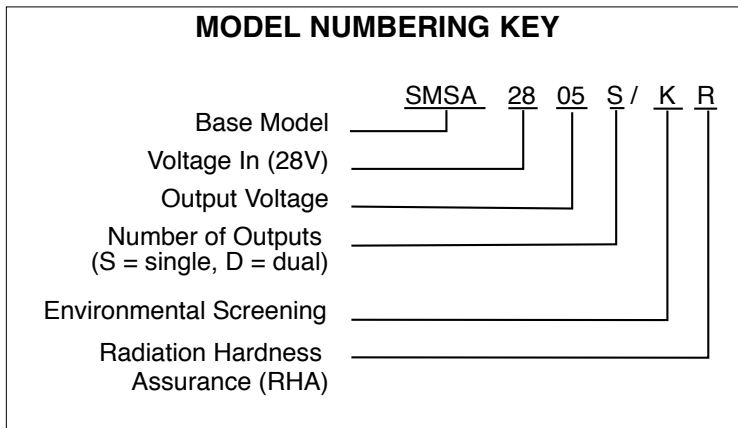 MODEL NUMBERING KEY
SMSA 28 05 S / K R
Base Model
Voltage In (28V)
Output Voltage
Number of Outputs
(S = single, D = dual)
Environmental Screening
Radiation Hardness
Assurance (RHA)